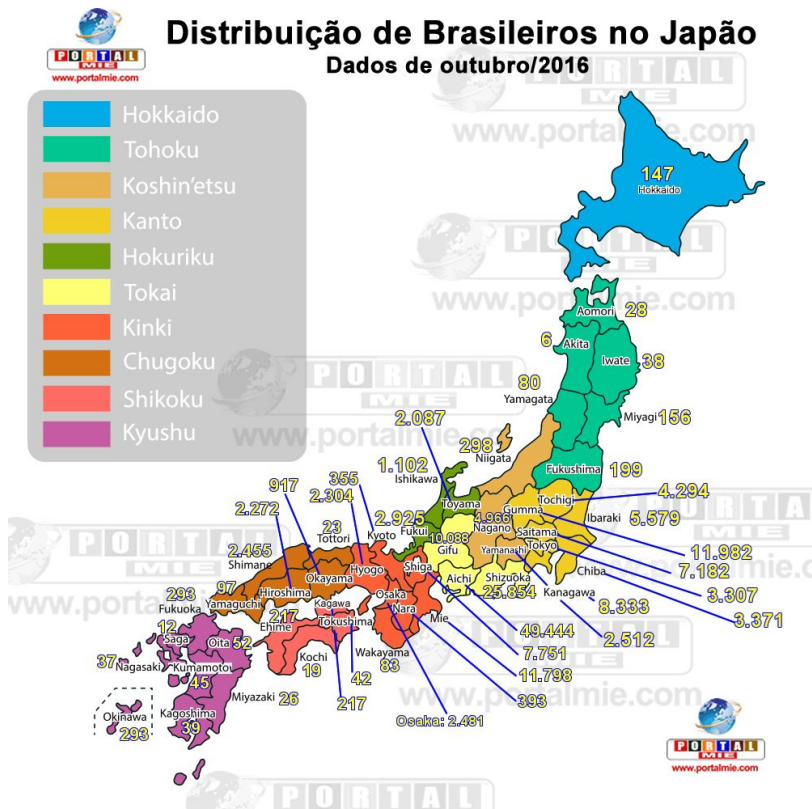 PORTAL
MIE
www.portalmie.com
Distribuição de Brasileiros no Japão
Dados de outubro/2016
Hokkaido
Tohoku
Koshin'etsu
Kanto
Hokuriku
Tokai
Kinki
Chugoku
Shikoku
Kyushu
147
Hokkaido
Aomori
28
6
Akita
Iwate
38
80
Yamagata
Miyagi
156
2.087
298
Niigata
1.102
Ishikawa
Fukushima
199
917
355
2.304
2.272
Toyama
Tochigi
4.294
23
Tottori
Kyoto
2.925
Fukui
4.966
Nagano
Gumma
Ibaraki
5.579
10.088
Gifu
Saitama
11.982
2.455
Shimane
Hyogo
Shiga
Yamanashi
Tokyo
7.182
Okayama
Aichi
Shizuoka
Chiba
97
Hiroshima
25.854
Kanagawa
3.307
293
Fukuoka
Yamaguchi
Kagawa
Osaka
8.333
3.371
217
Ehime
Tokushima
Nara
Mie
49.444
2.512
12
Saga
Oita
52
Wakayama
7.751
37
Nagasaki
Kumamotor
Kochi
19
83
11.798
45
42
Miyazaki
26
217
393
Okinawa
293
Kagoshima
39
Osaka: 2.481
PORTAL
MIE
www.portalmie.com